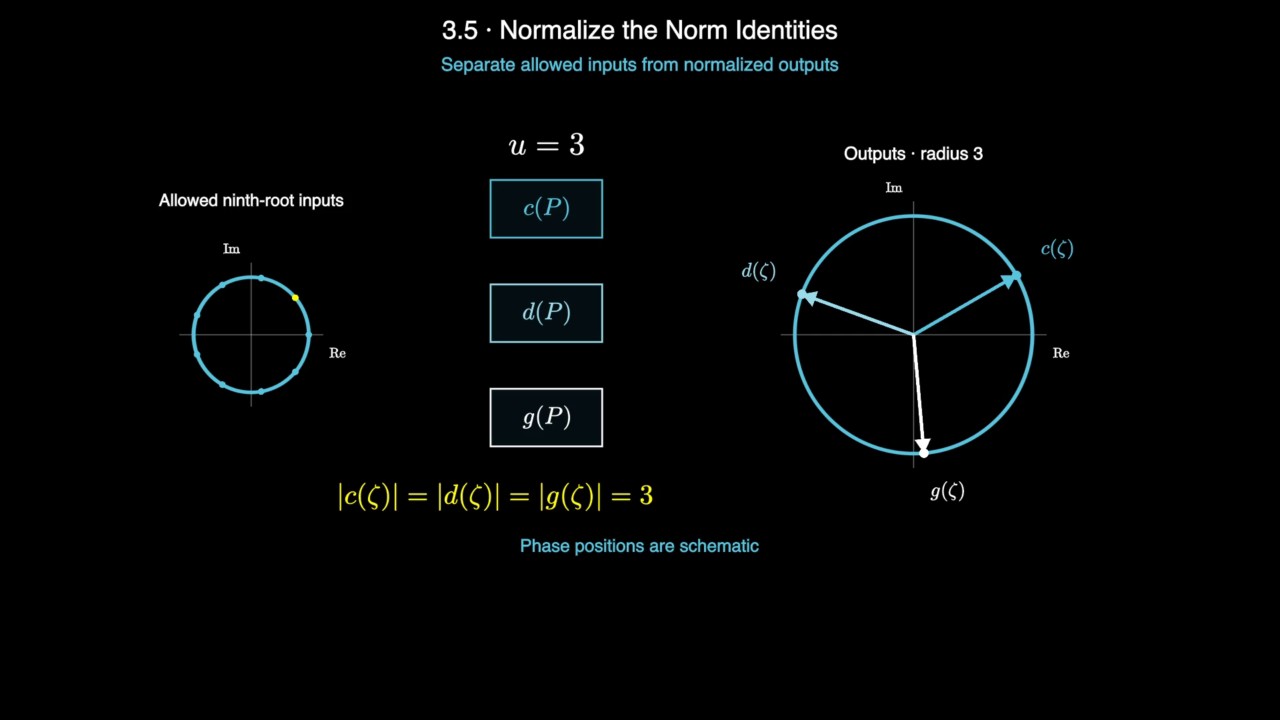 3.5 · Normalize the Norm Identities
Separate allowed inputs from normalized outputs
Allowed ninth-root inputs
Im
Re
u = 3
c(P)
d(P)
g(P)
|c(ζ)| = |d(ζ)| = |g(ζ)| = 3
Outputs · radius 3
Im
c(ζ)
d(ζ)
Re
g(ζ)
Phase positions are schematic